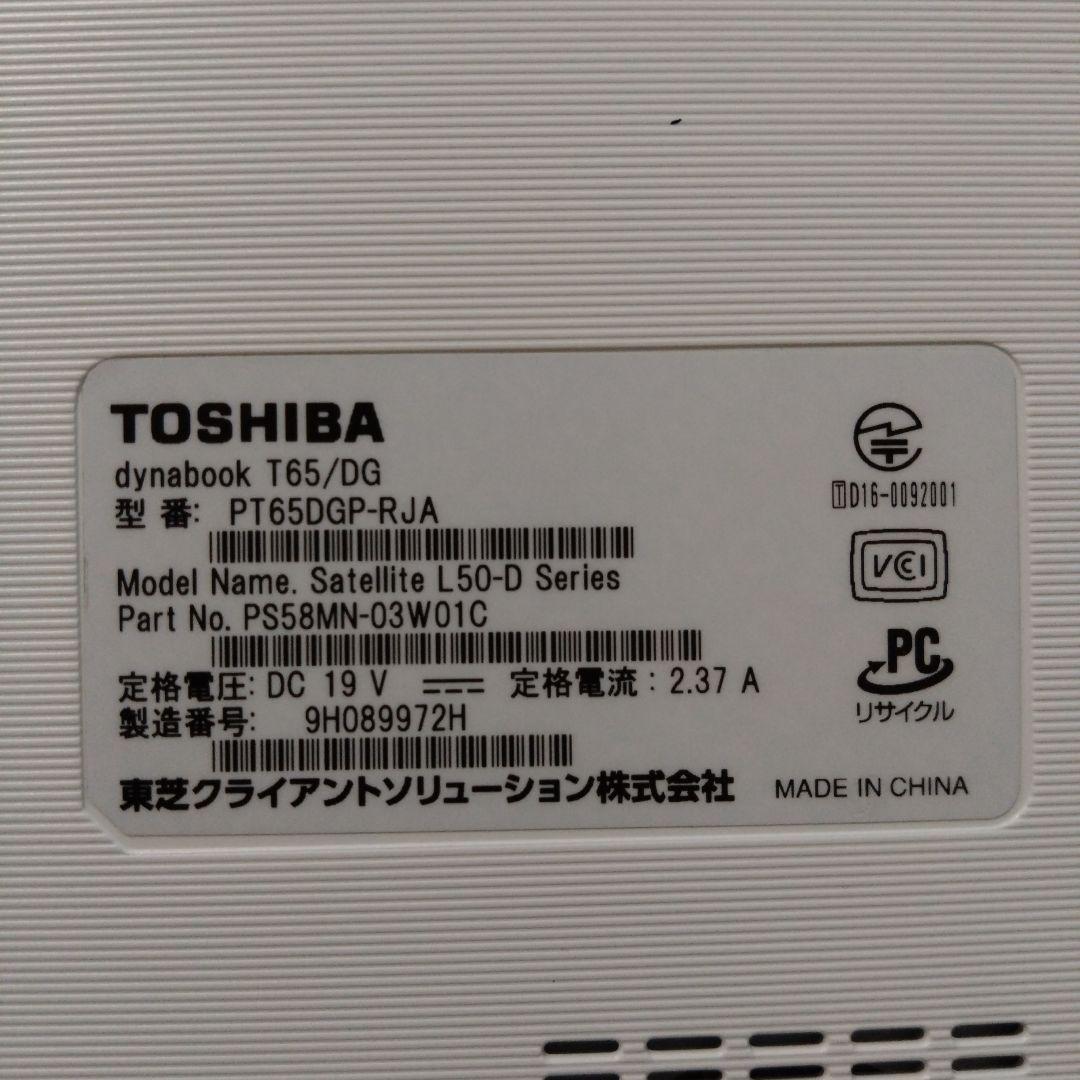 TOSHIBA
dynabook T65/DG
型 番: PT65DGP-RJA
Model Name. Satellite L50-D Series
Part No. PS58MN-03W01C
定格電圧: DC 19 V 定格電流 : 2.37 A
製造番号: 9H089972H
東芝クライアントソリューション株式会社
MADE IN CHINA
T D16-0092001
VCCI
PC
リサイクル